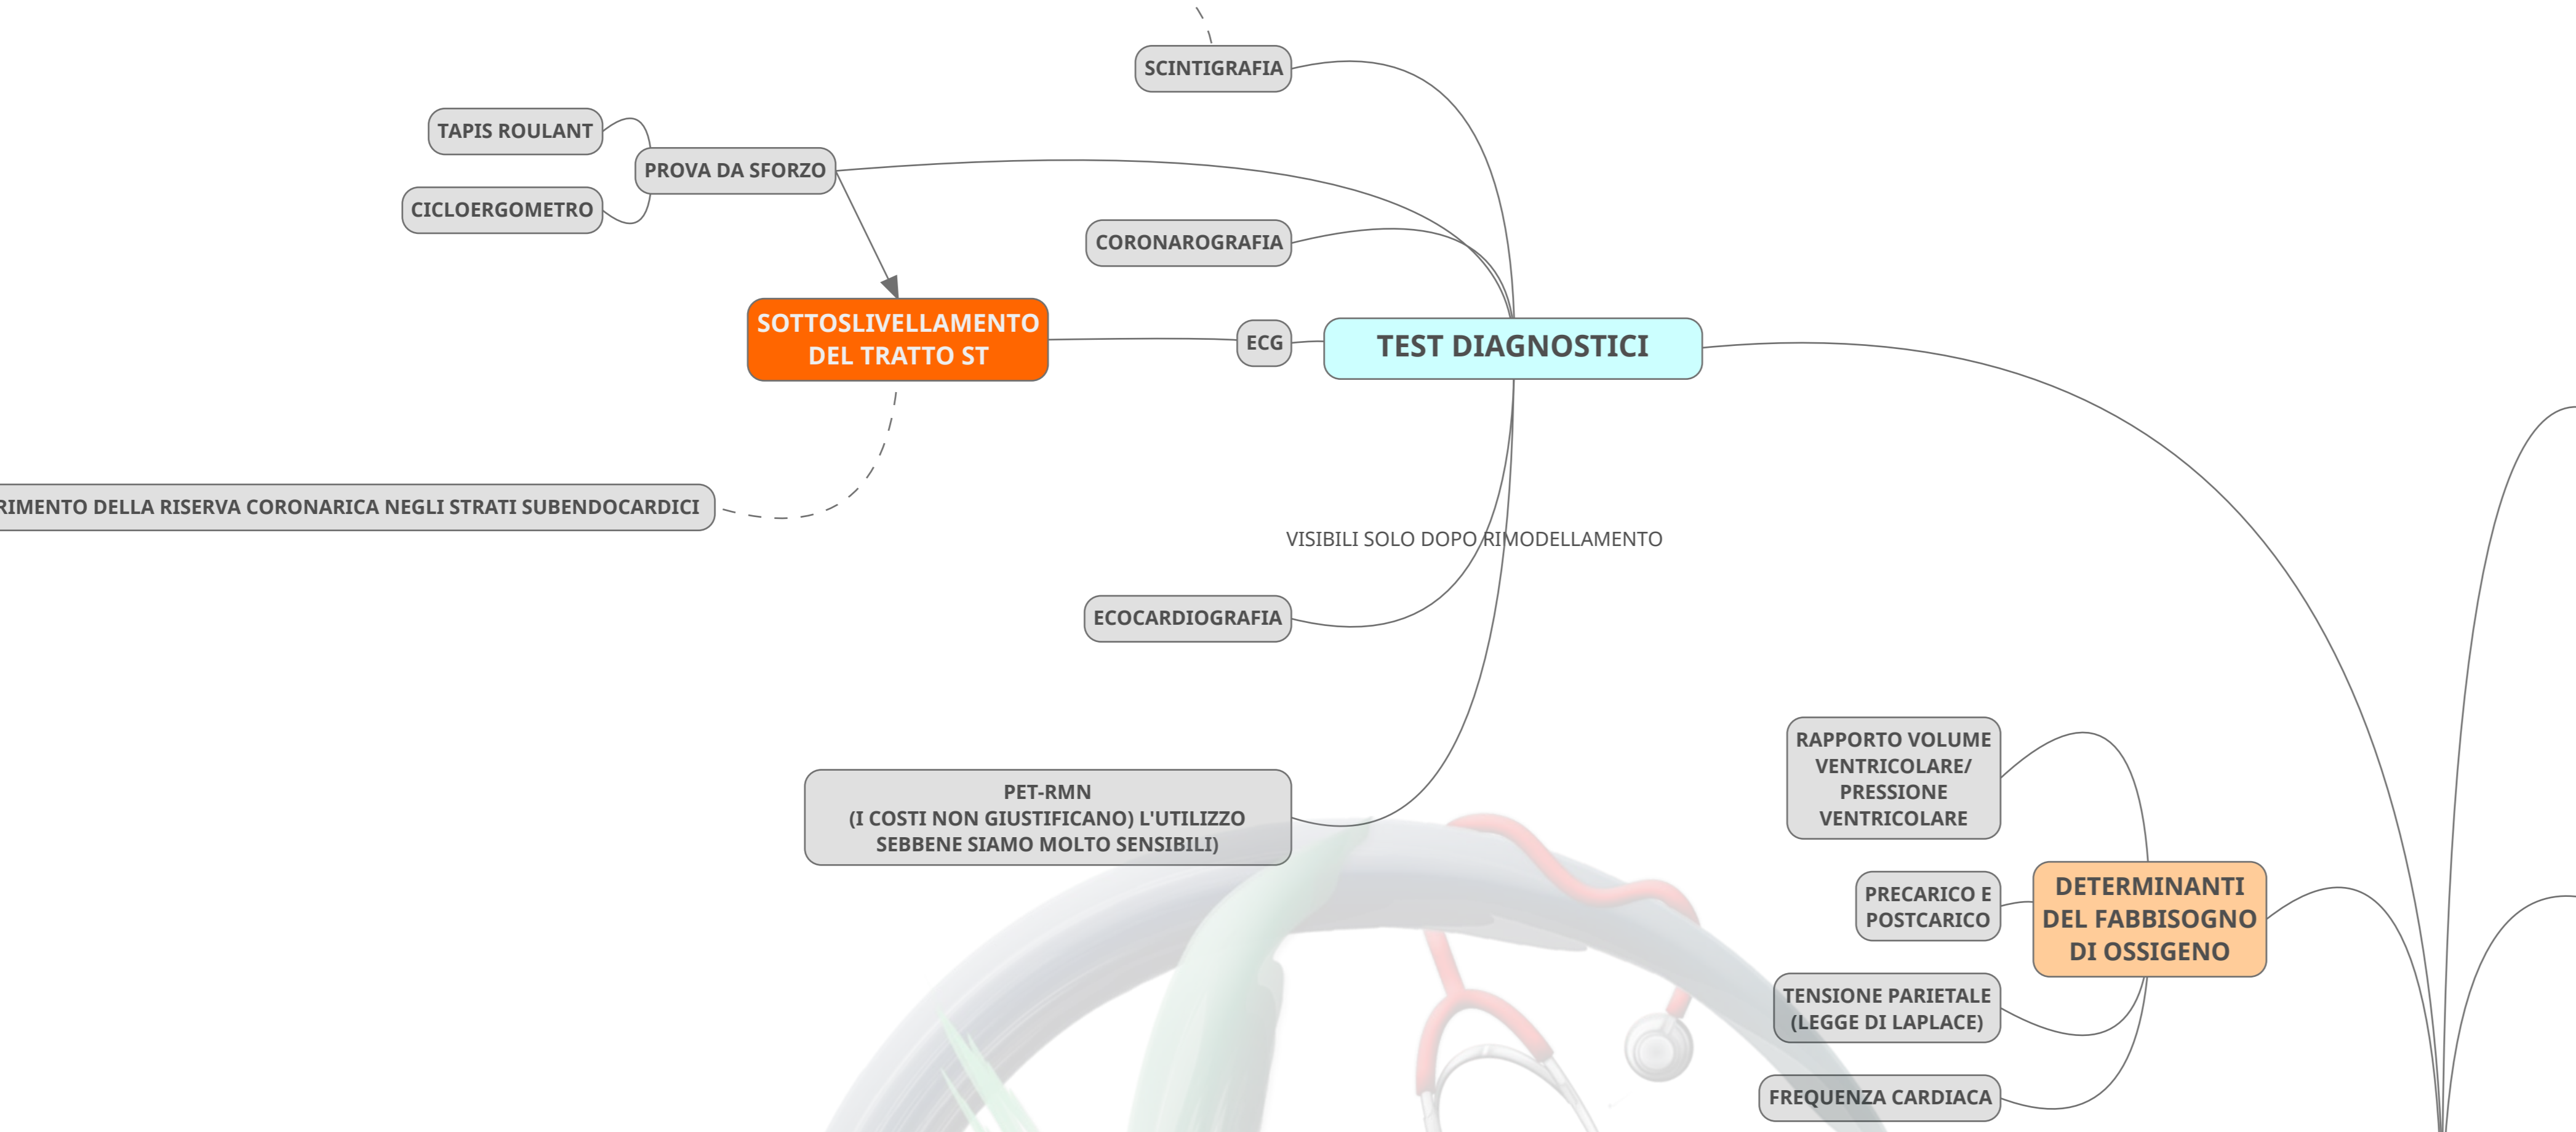 SCINTIGRAFIA
TAPIS ROULANT
PROVA DA SFORZO
CICLOERGOMETRO
CORONAROGRAFIA
SOTTOSLIVELLAMENTO
DEL TRATTO ST
ECG
TEST DIAGNOSTICI
DELLA RISERVA CORONARICA NEGLI STRATI SUBENDOCARDICI
VISIBILI SOLO DOPO RIMODELLAMENTO
ECOCARDIOGRAFIA
PET-RMN
(I COSTI NON GIUSTIFICANO) L'UTILIZZO
SEBBENE SIAMO MOLTO SENSIBILI)
RAPPORTO VOLUME
VENTRICOLARE/
PRESSIONE
VENTRICOLARE
PRECARICO E
POSTCARICO
DETERMINANTI
DEL FABBISOGNO
DI OSSIGENO
TENSIONE PARIETALE
(LEGGE DI LAPLACE)
FREQUENZA CARDIACA